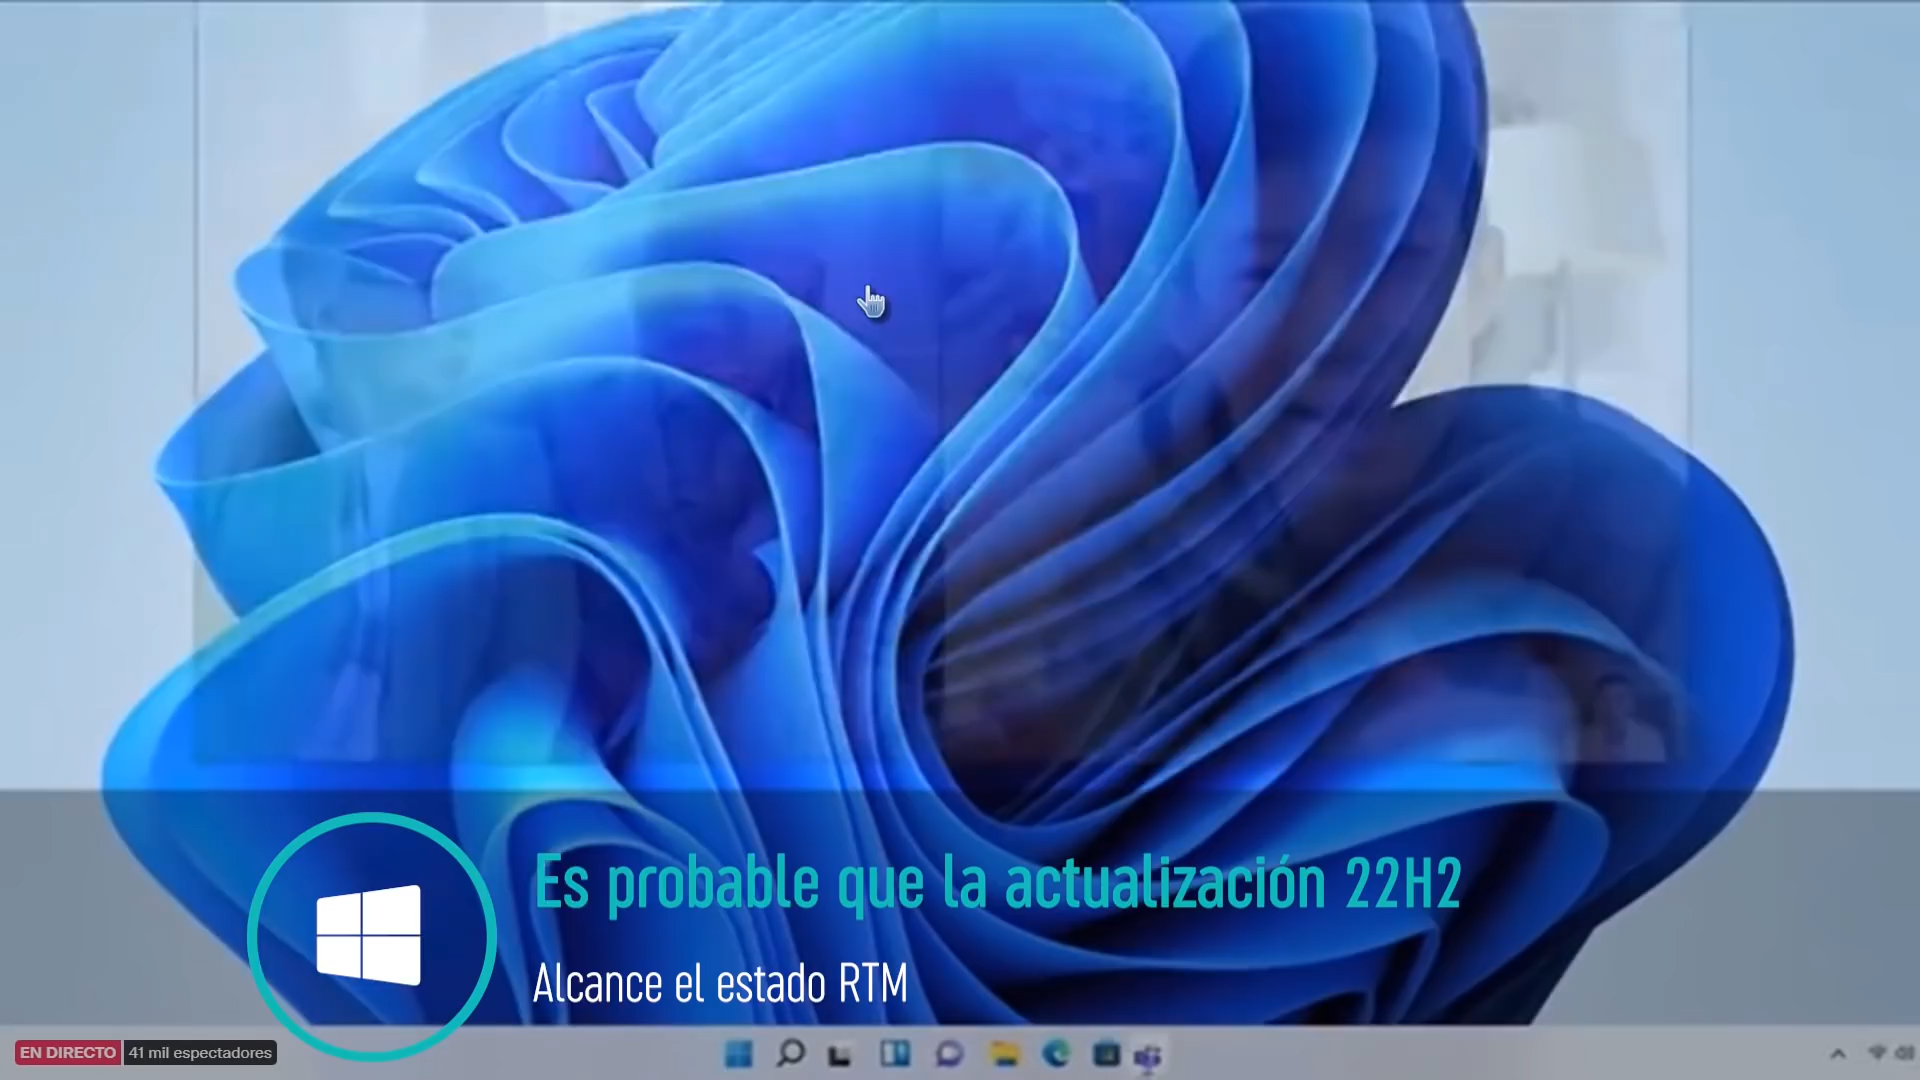 Es probable que la actualización 22H2
Alcance el estado RTM
EN DIRECTO 41 mil espectadores